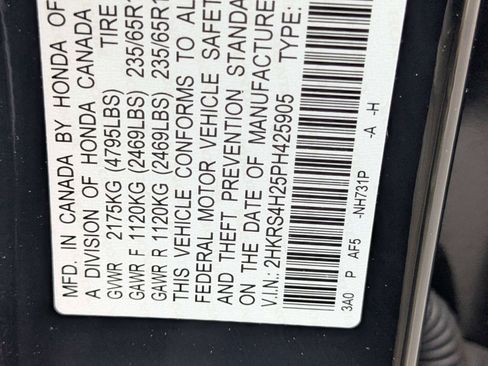 MFD. IN CANADA BY HONDA OF
A DIVISION OF HONDA CANADA
GVWR 2175KG (4795LBS) TIRE
GAWR F 1120KG (2469LBS) 235/65R1
GAWR R 1120KG (2469LBS) 235/65R1
THIS VEHICLE CONFORMS TO AL
FEDERAL MOTOR VEHICLE SAFET
AND THEFT PREVENTION STANDA
ON THE DATE OF MANUFACTURE
V.I.N.: 2HKRS4H25PH425905 TYPE:
3A0 P AF5 -NH731P -A -H